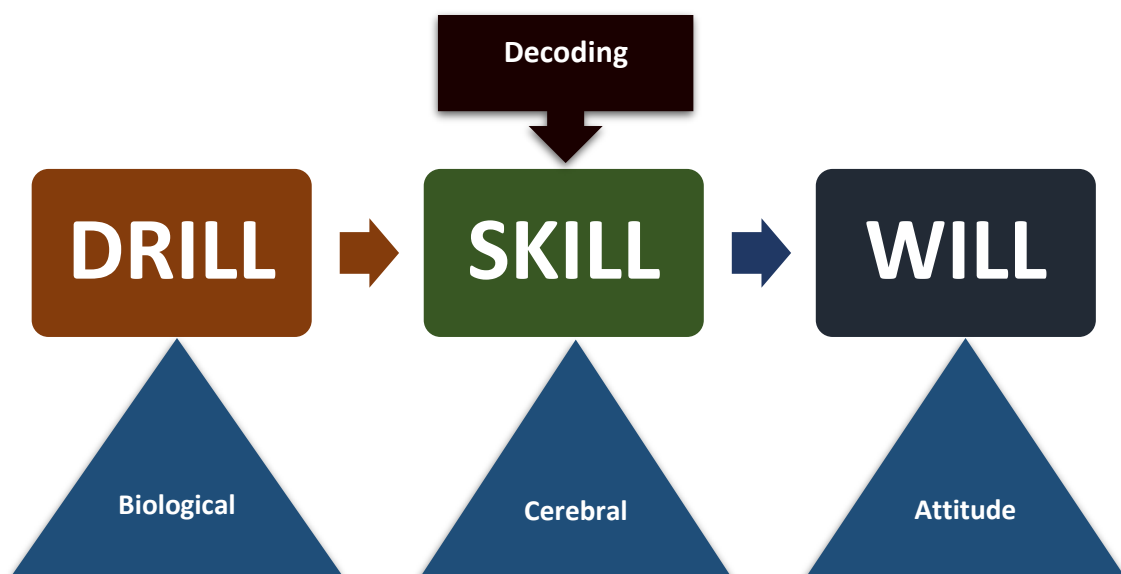 Decoding
DRILL
SKILL
WILL
Biological
Cerebral
Attitude